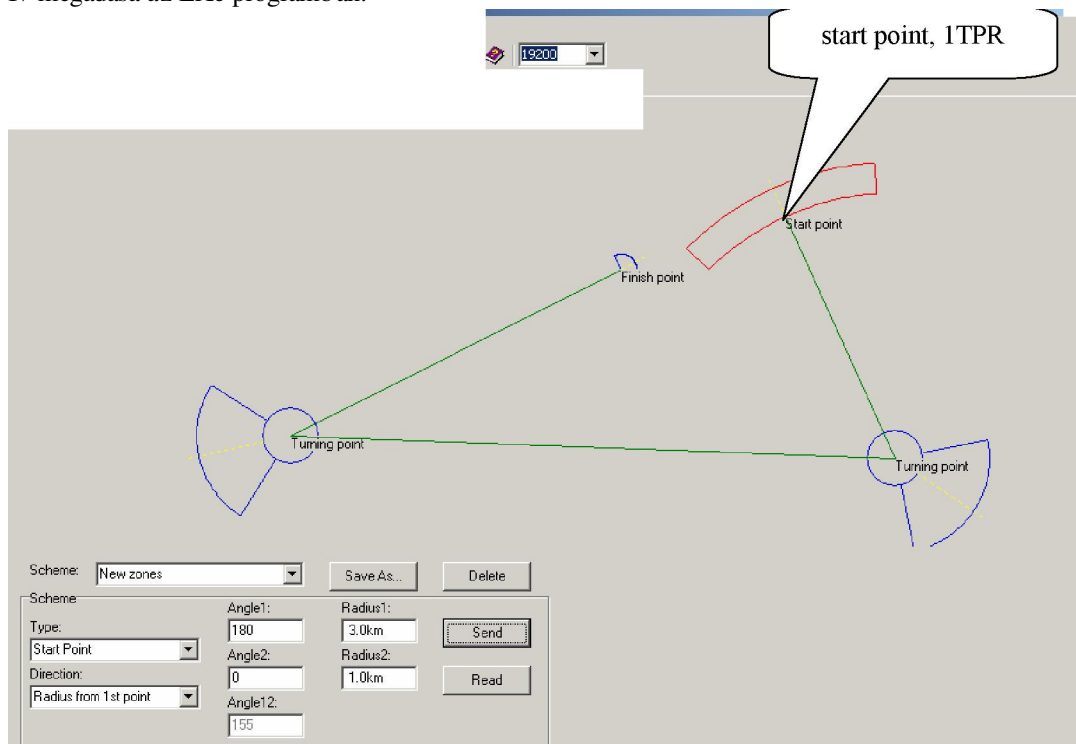 19200
start point, 1TPR
Start point
Finish point
Turning point
Turning point
Scheme: New zones Save As... Delete
Scheme
Angle1: Radius1:
Type: 180 3.0km Send
Start Point
Angle2: Radius2:
Direction: 0 1.0km Read
Radius from 1st point
Angle12:
155